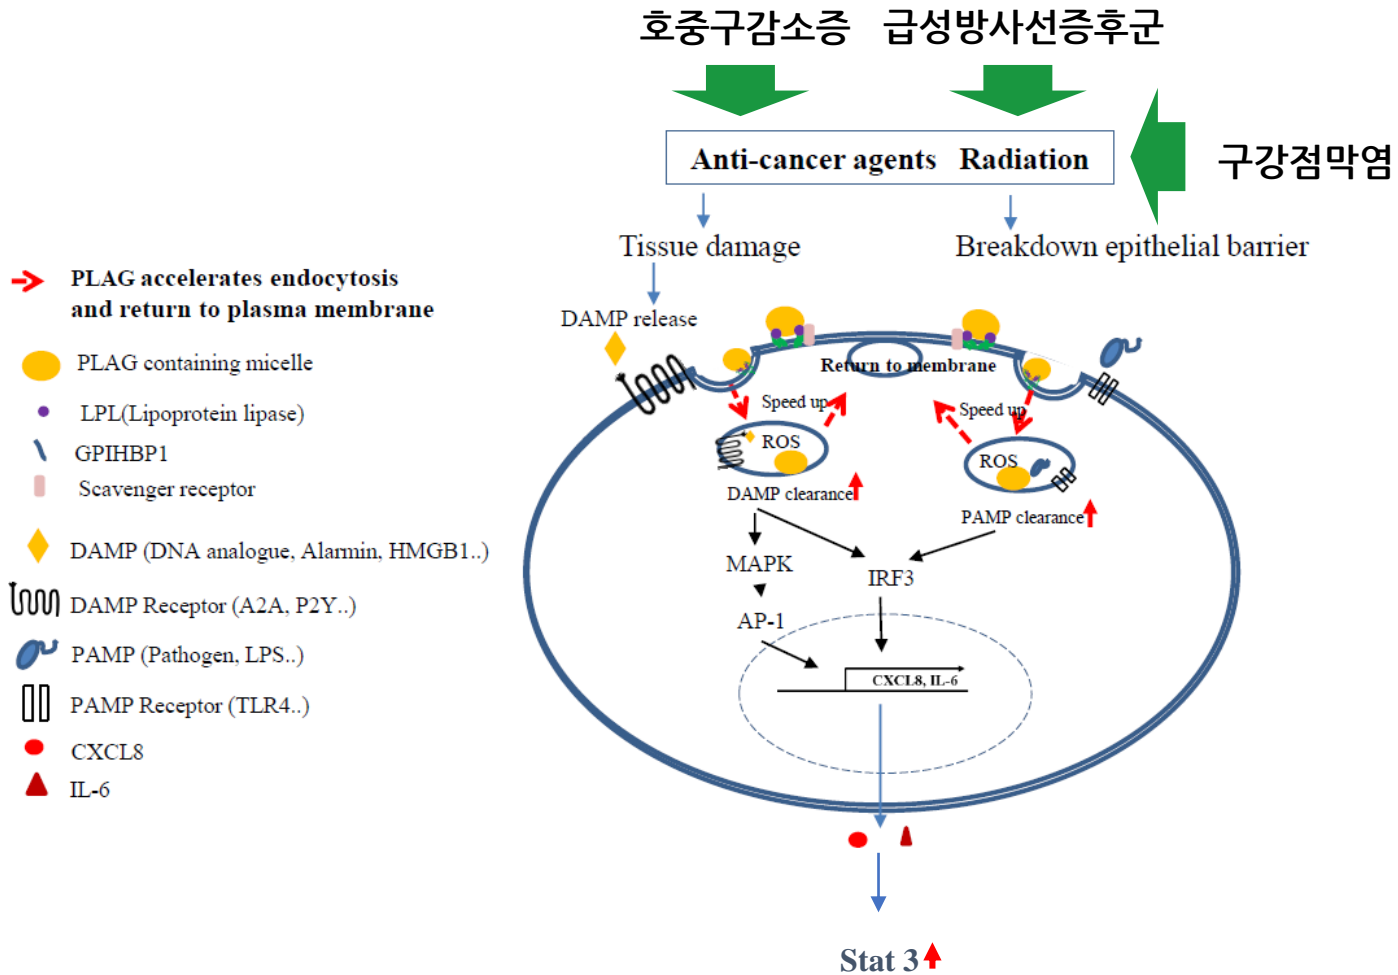 호중구감소증 급성방사선증후군
Anti-cancer agents Radiation
구강점막염
Tissue damage
Breakdown epithelial barrier
PLAG accelerates endocytosis
and return to plasma membrane
DAMP release
PLAG containing micelle
LPL(Lipoprotein lipase)
GPIHBP1
Scavenger receptor
DAMP (DNA analogue, Alarmin, HMGB1..)
DAMP Receptor (A2A, P2Y..)
PAMP (Pathogen, LPS..)
PAMP Receptor (TLR4..)
CXCL8
IL-6
Return to membrane
Speed up
Speed up
ROS
ROS
DAMP clearance
PAMP clearance
MAPK
IRF3
AP-1
CXCL8, IL-6
Stat 3